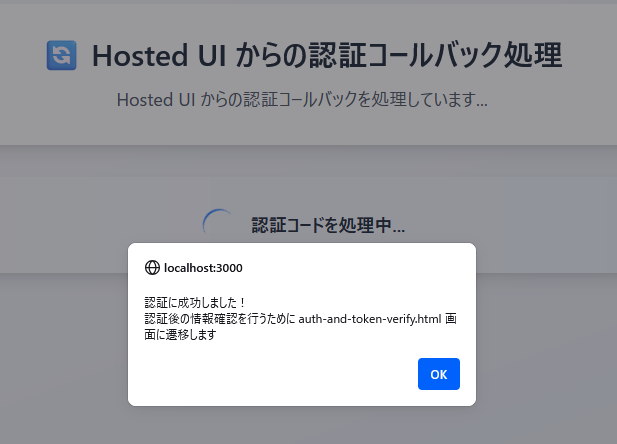 Hosted UI からの認証コールバック処理
Hosted UI からの認証コールバックを処理しています...
認証コードを処理中...
localhost:3000
認証に成功しました！
認証後の情報確認を行うために auth-and-token-verify.html 画
面に遷移します
OK